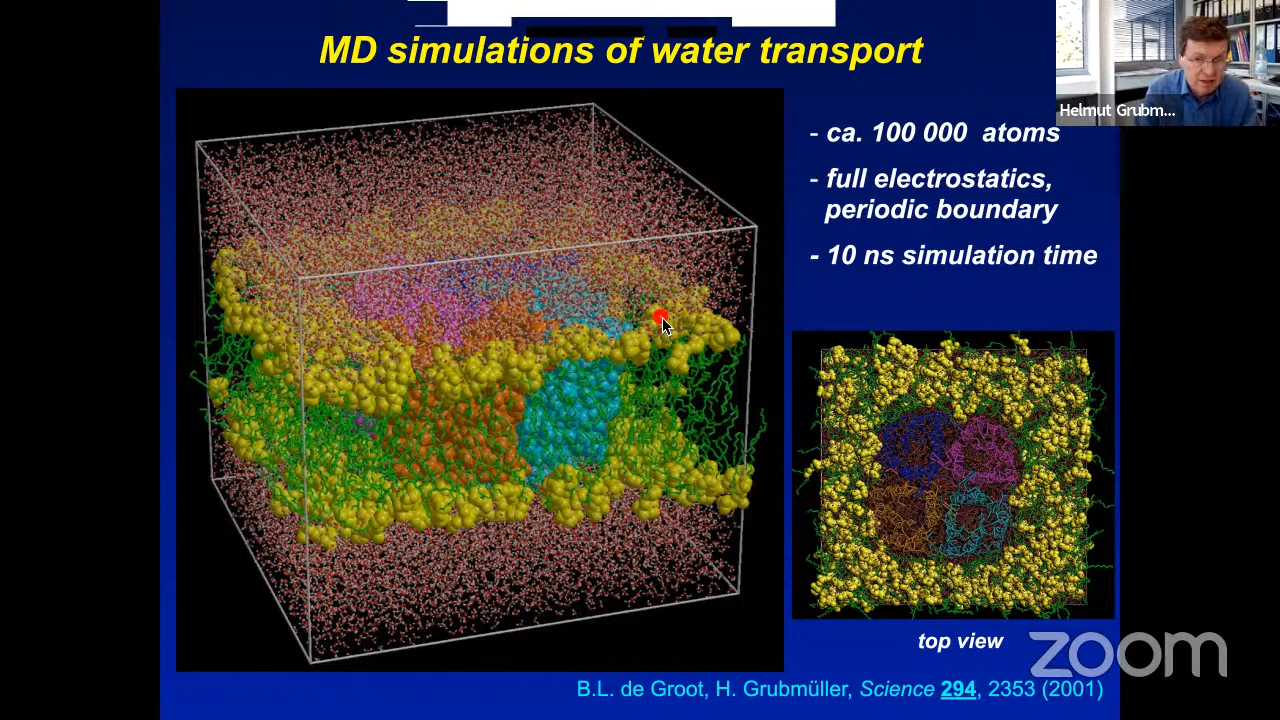 MD simulations of water transport
Helmut Grubm...
- ca. 100 000 atoms
- full electrostatics,
periodic boundary
- 10 ns simulation time
top view
zoom
B.L. de Groot, H. Grubmüller, Science 294, 2353 (2001)